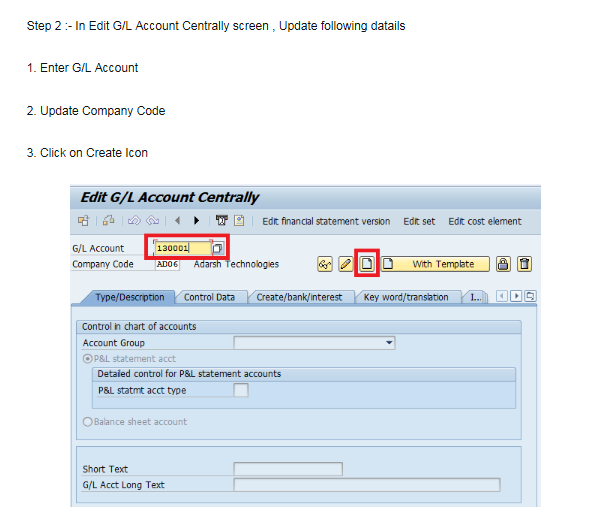 Step 2 :- In Edit G/L Account Centrally screen , Update following datails
1. Enter G/L Account
2. Update Company Code
3. Click on Create Icon
Edit G/L Account Centrally
Edit financial statement version Edit set Edit cost element
G/L Account 130001
Company Code AD06 Adarsh Technologies With Template
Type/Description Control Data Create/bank/interest Key word/translation I...
Control in chart of accounts
Account Group
P&L statement acct
Detailed control for P&L statement accounts
P&L statmt acct type
Balance sheet account
Short Text
G/L Acct Long Text